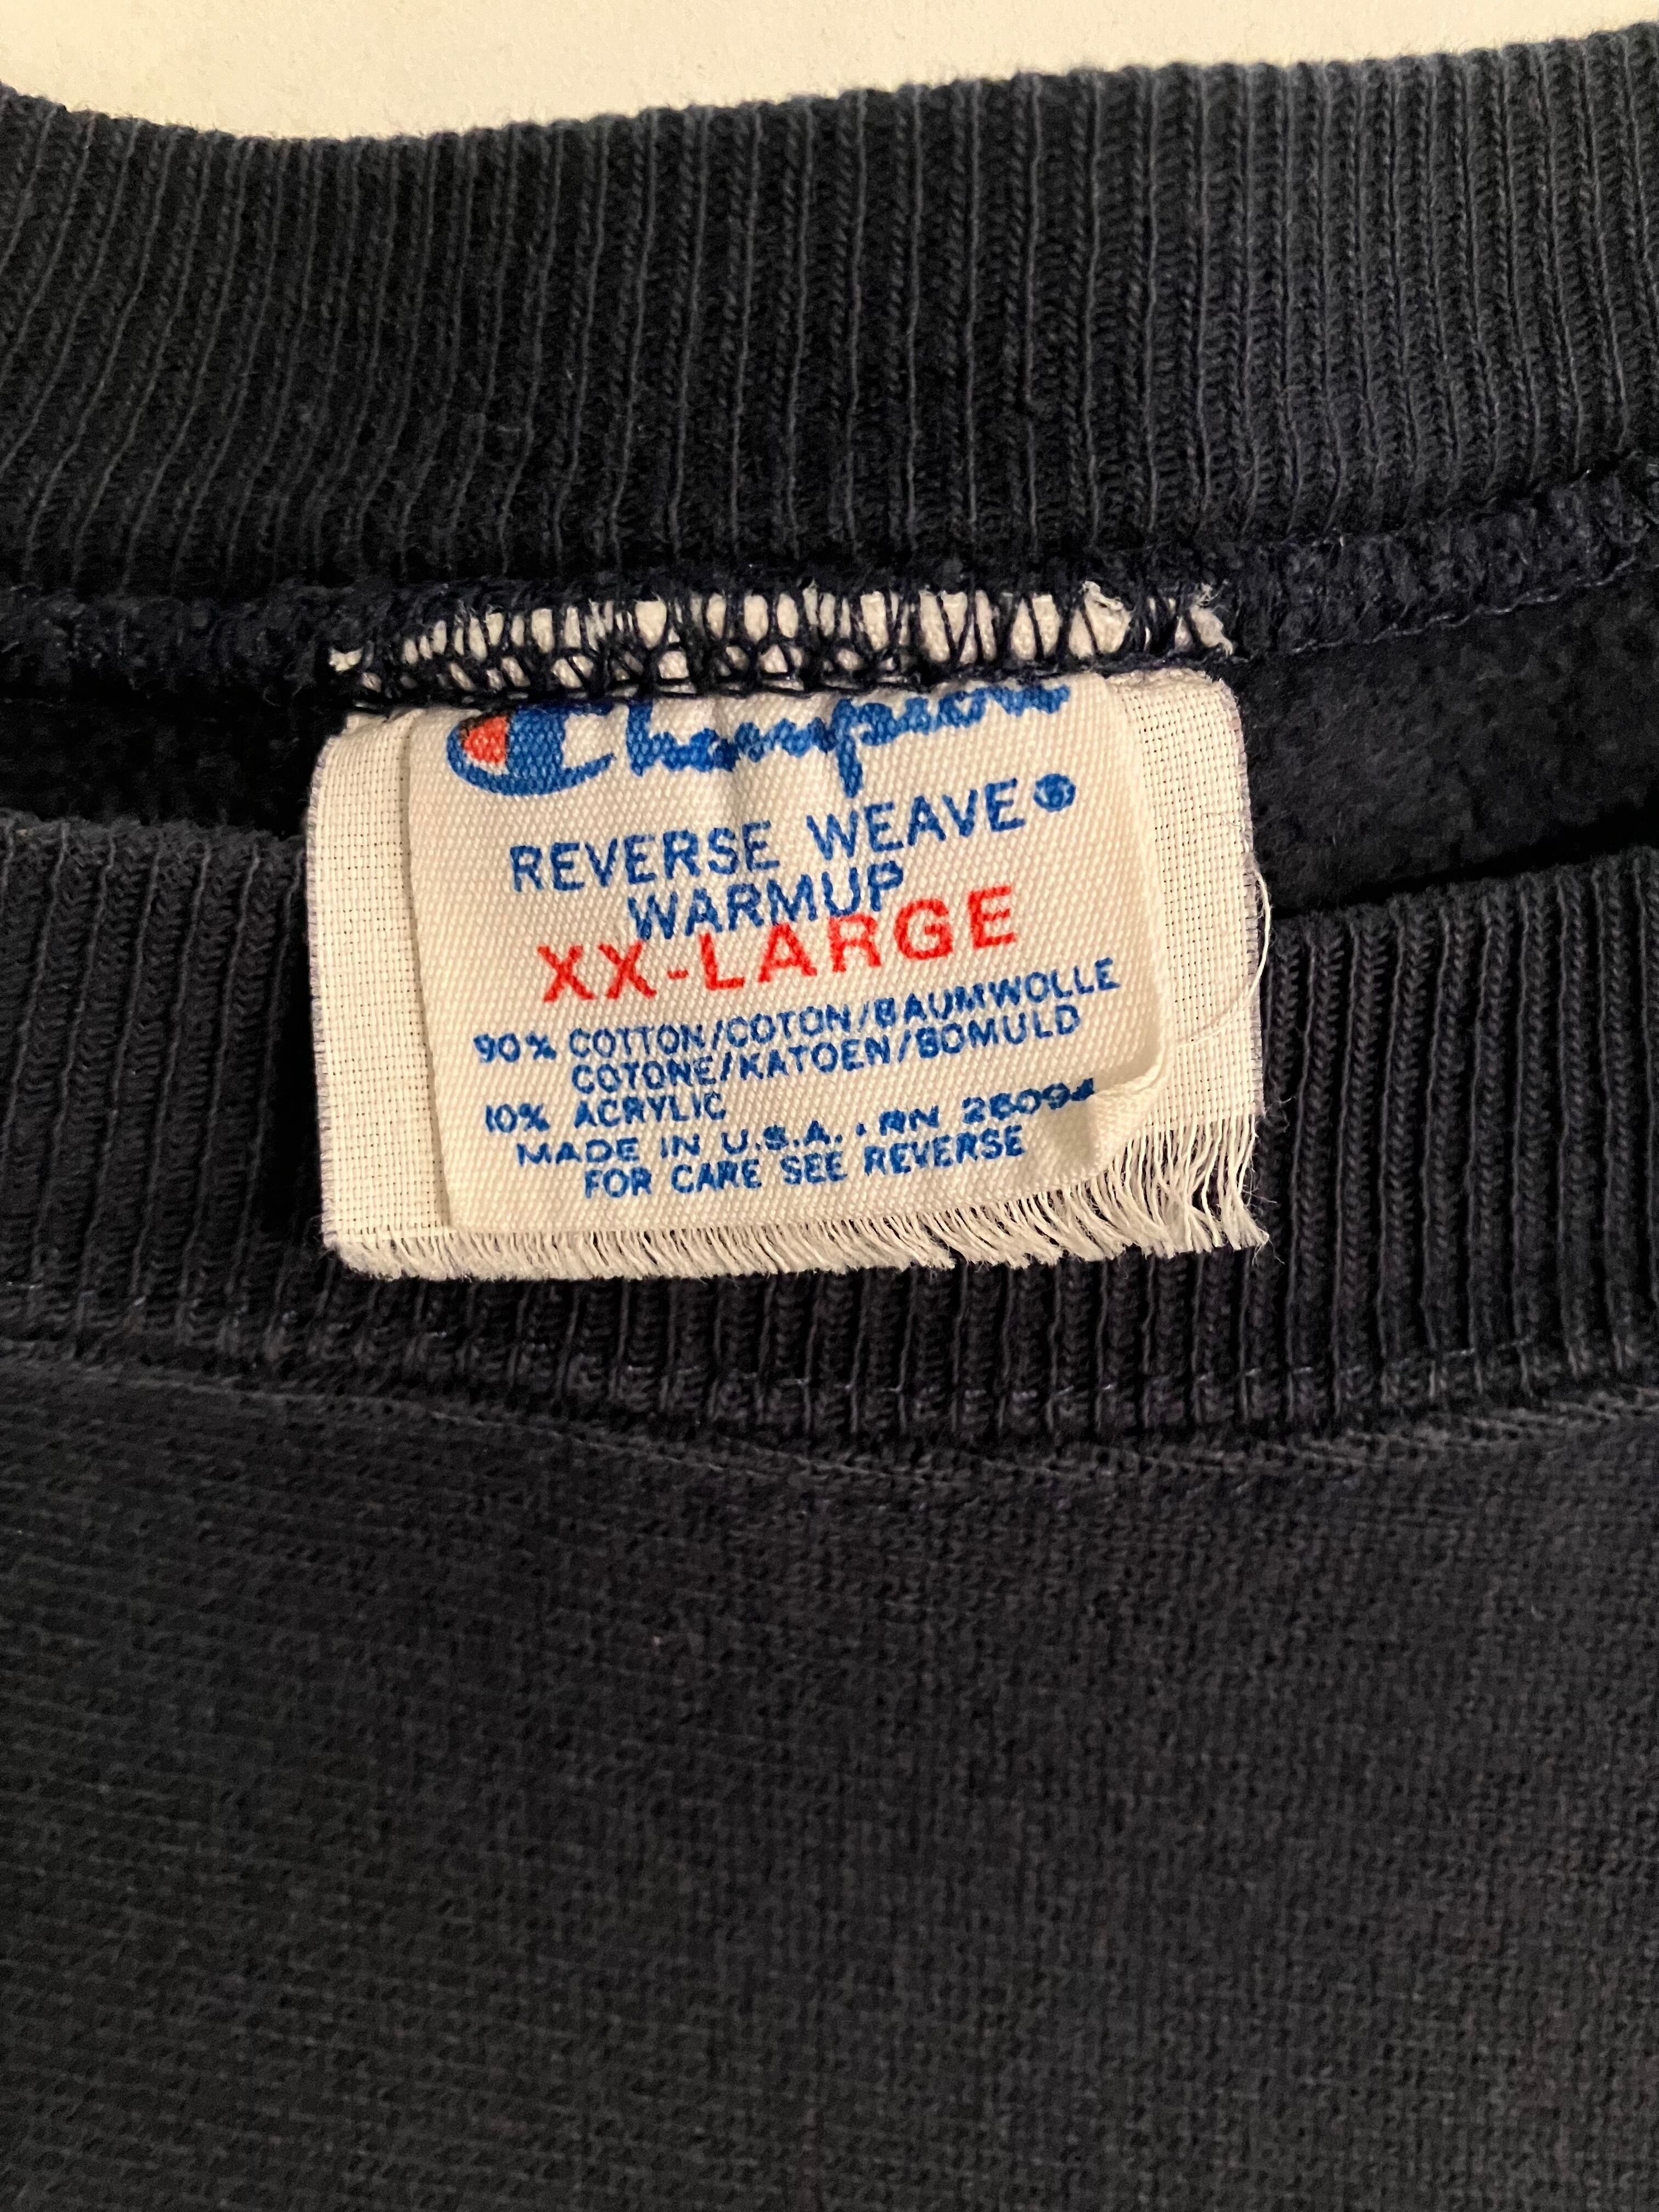 Champion
REVERSE WEAVE®
WARMUP
XX-LARGE
90% COTTON/COTON/BAUMWOLLE
COTONE/KATOEN/BOMULD
10% ACRYLIC
MADE IN U.S.A. . RN 26094
FOR CARE SEE REVERSE